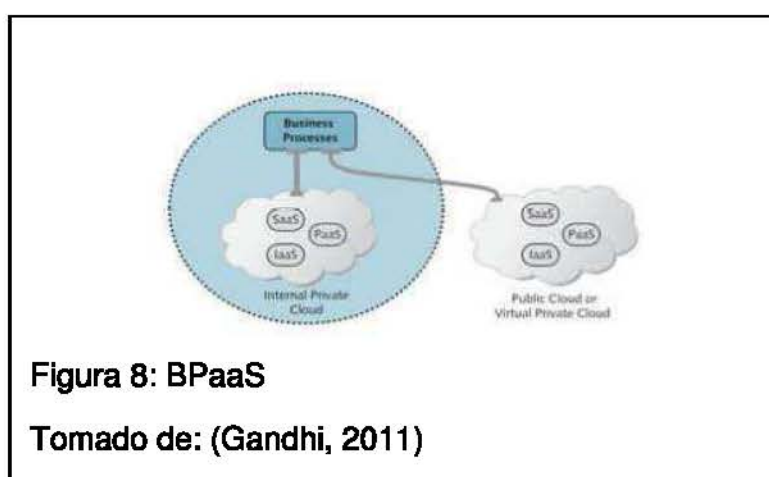 Business
Processes
SaaS
PaaS
IaaS
Internal Private
Cloud
SaaS
PaaS
IaaS
Public Cloud or
Virtual Private Cloud
Figura 8: BPaaS
Tomado de: (Gandhi, 2011)